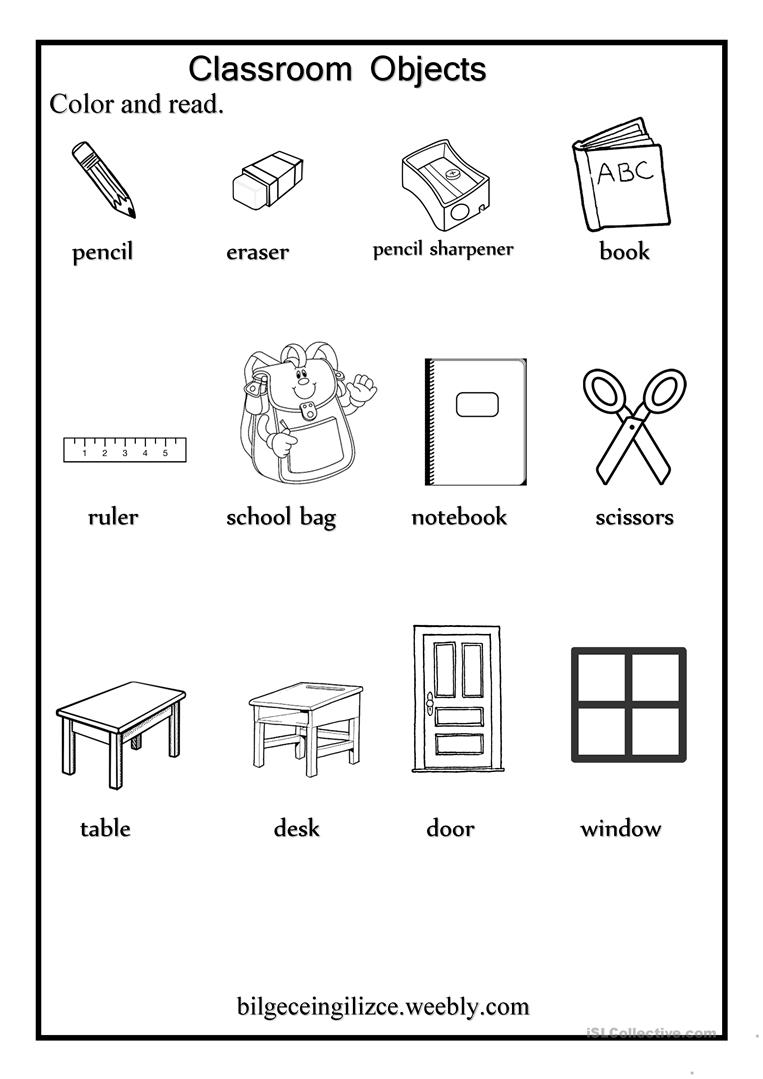 Classroom Objects
Color and read.
ABC
pencil eraser pencil sharpener book
1 2 3 4 5
ruler school bag notebook scissors
table desk door window
bilgeceingilizce.weebly.com
iSLCollective.com